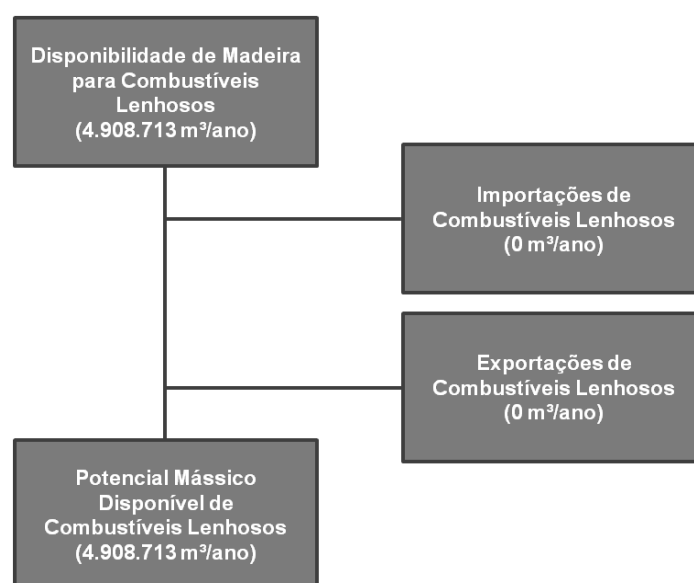 Disponibilidade de Madeira
para Combustíveis
Lenhosos
(4.908.713 m³/ano)
Importações de
Combustíveis Lenhosos
(0 m³/ano)
Exportações de
Combustíveis Lenhosos
(0 m³/ano)
Potencial Mássico
Disponível de
Combustíveis Lenhosos
(4.908.713 m³/ano)